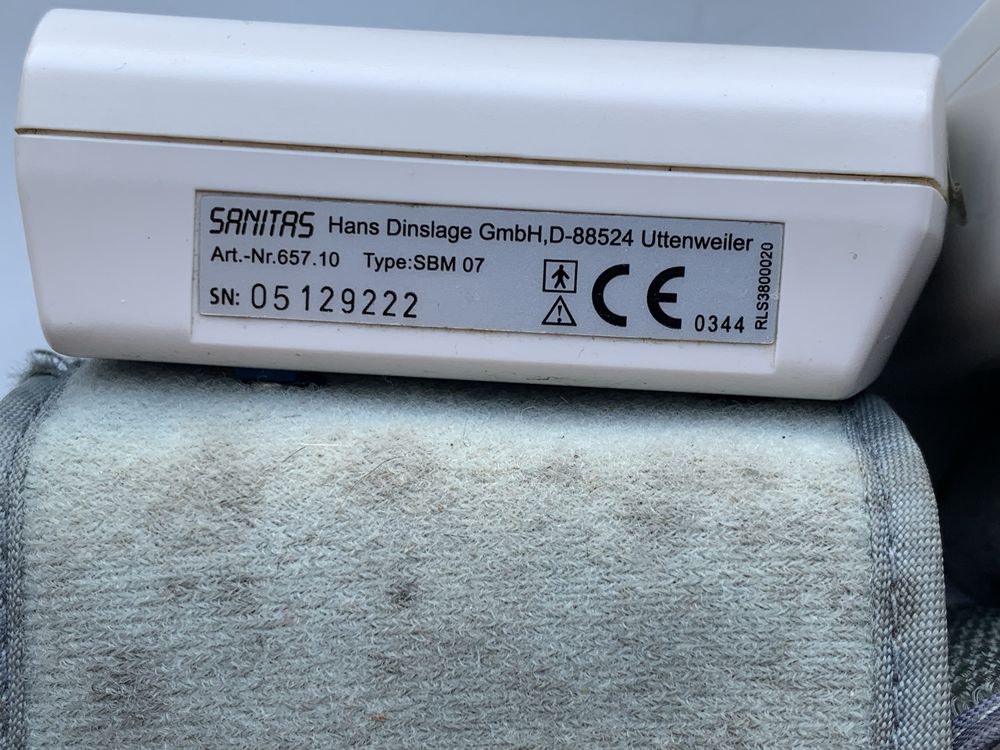 SANITAS Hans Dinslage GmbH,D-88524 Uttenweiler
Art.-Nr.657.10 Type:SBM 07
SN: 05129222
CE 0344
RLS3800020